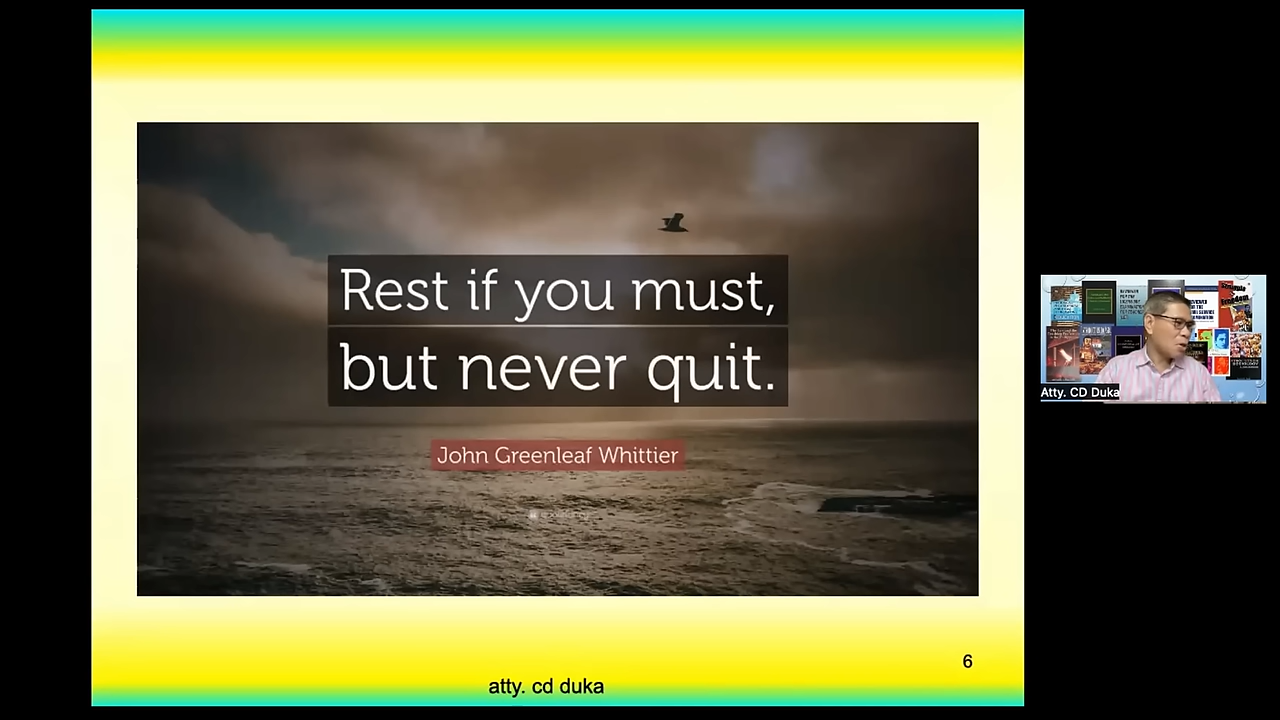 Rest if you must,
but never quit.
John Greenleaf Whittier
6
atty. cd duka
Atty. CD Duka